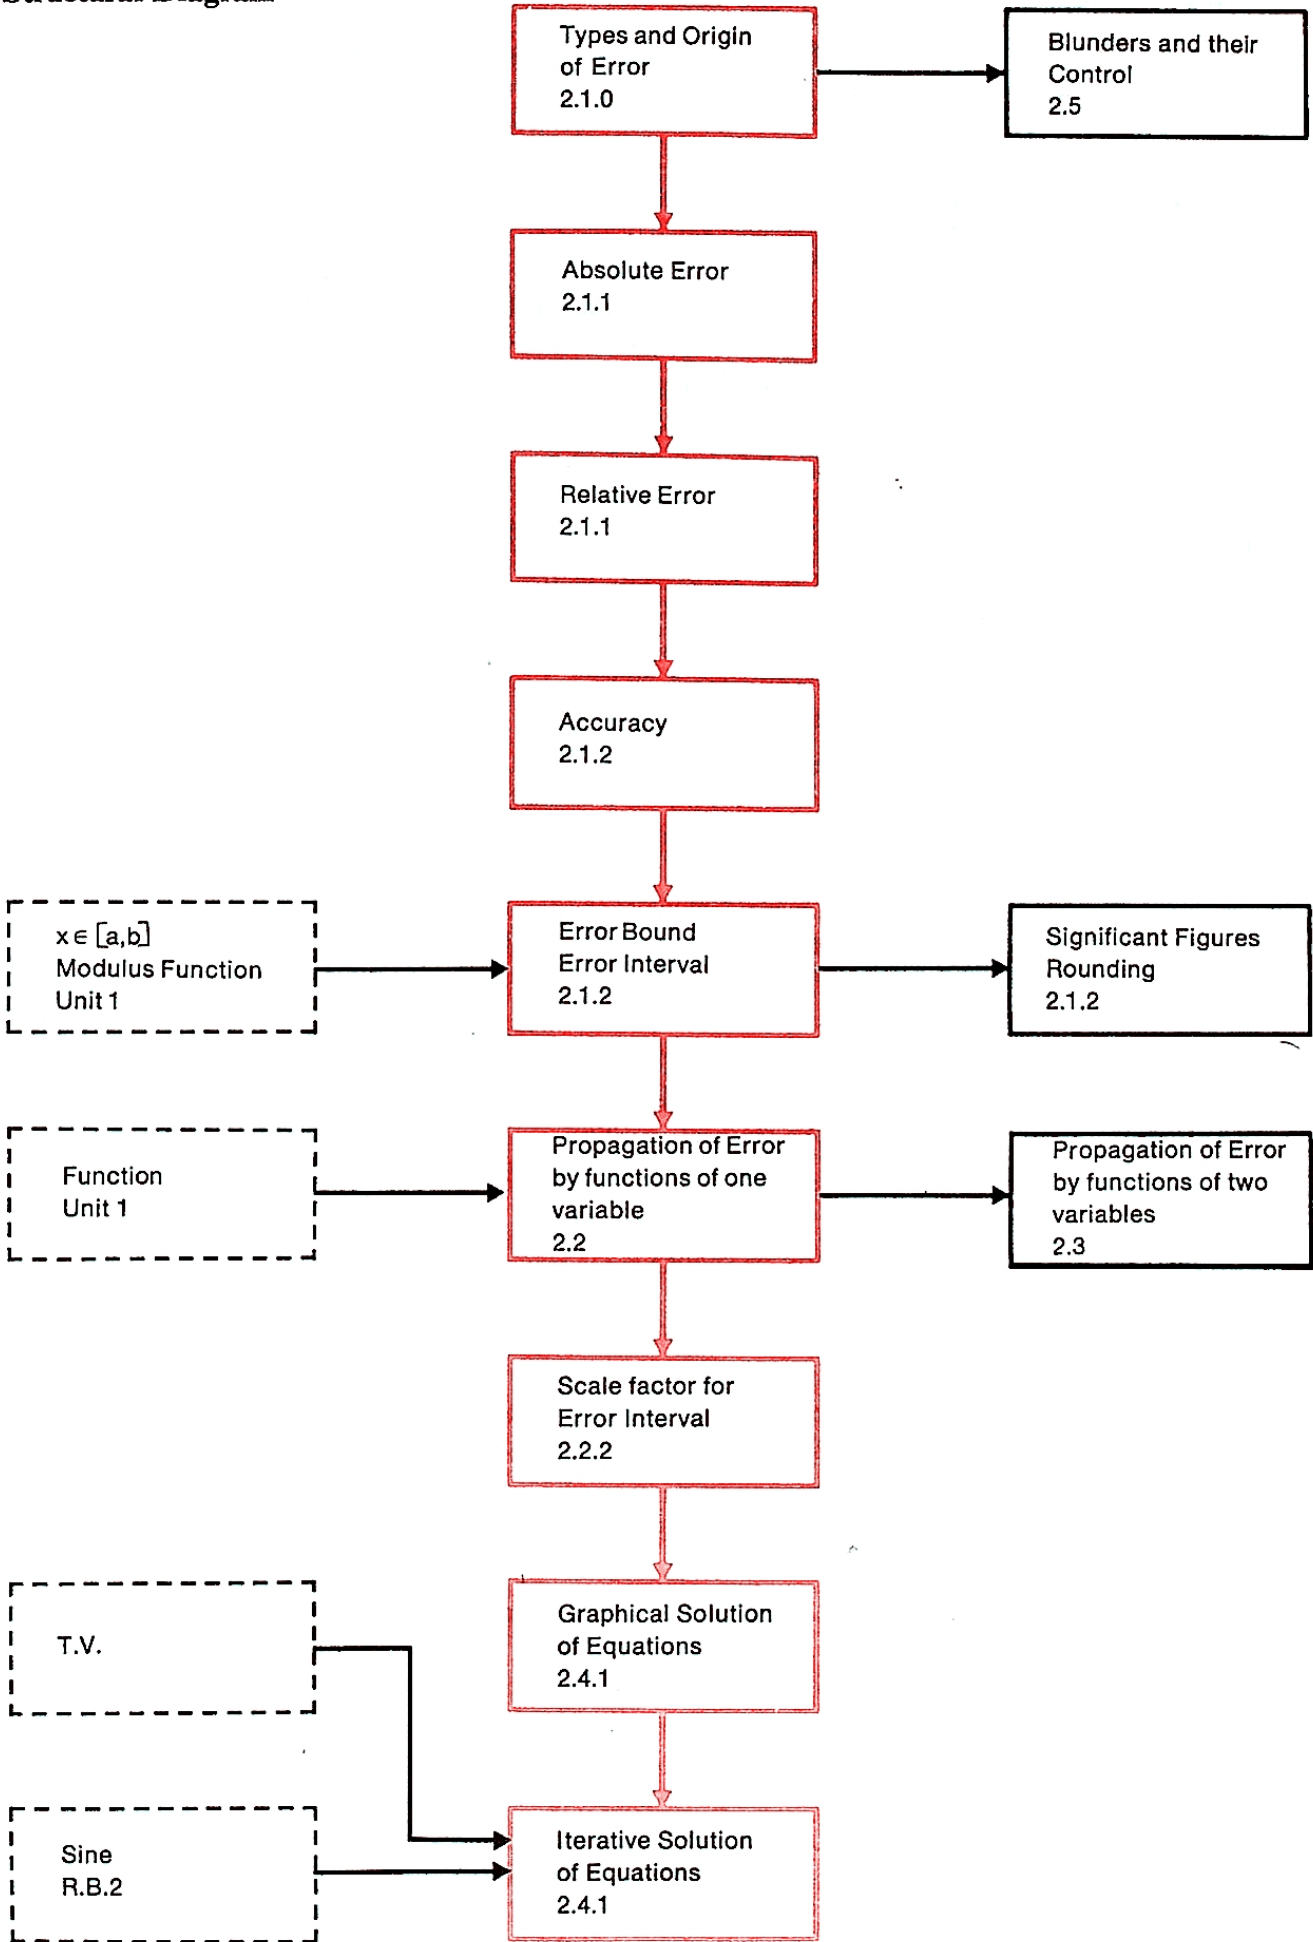 Structural Diagram
Types and Origin
of Error
2.1.0
Blunders and their
Control
2.5
Absolute Error
2.1.1
Relative Error
2.1.1
Accuracy
2.1.2
x ∈ [a,b]
Modulus Function
Unit 1
Error Bound
Error Interval
2.1.2
Significant Figures
Rounding
2.1.2
Function
Unit 1
Propagation of Error
by functions of one
variable
2.2
Propagation of Error
by functions of two
variables
2.3
Scale factor for
Error Interval
2.2.2
Graphical Solution
of Equations
2.4.1
T.V.
Sine
R.B.2
Iterative Solution
of Equations
2.4.1